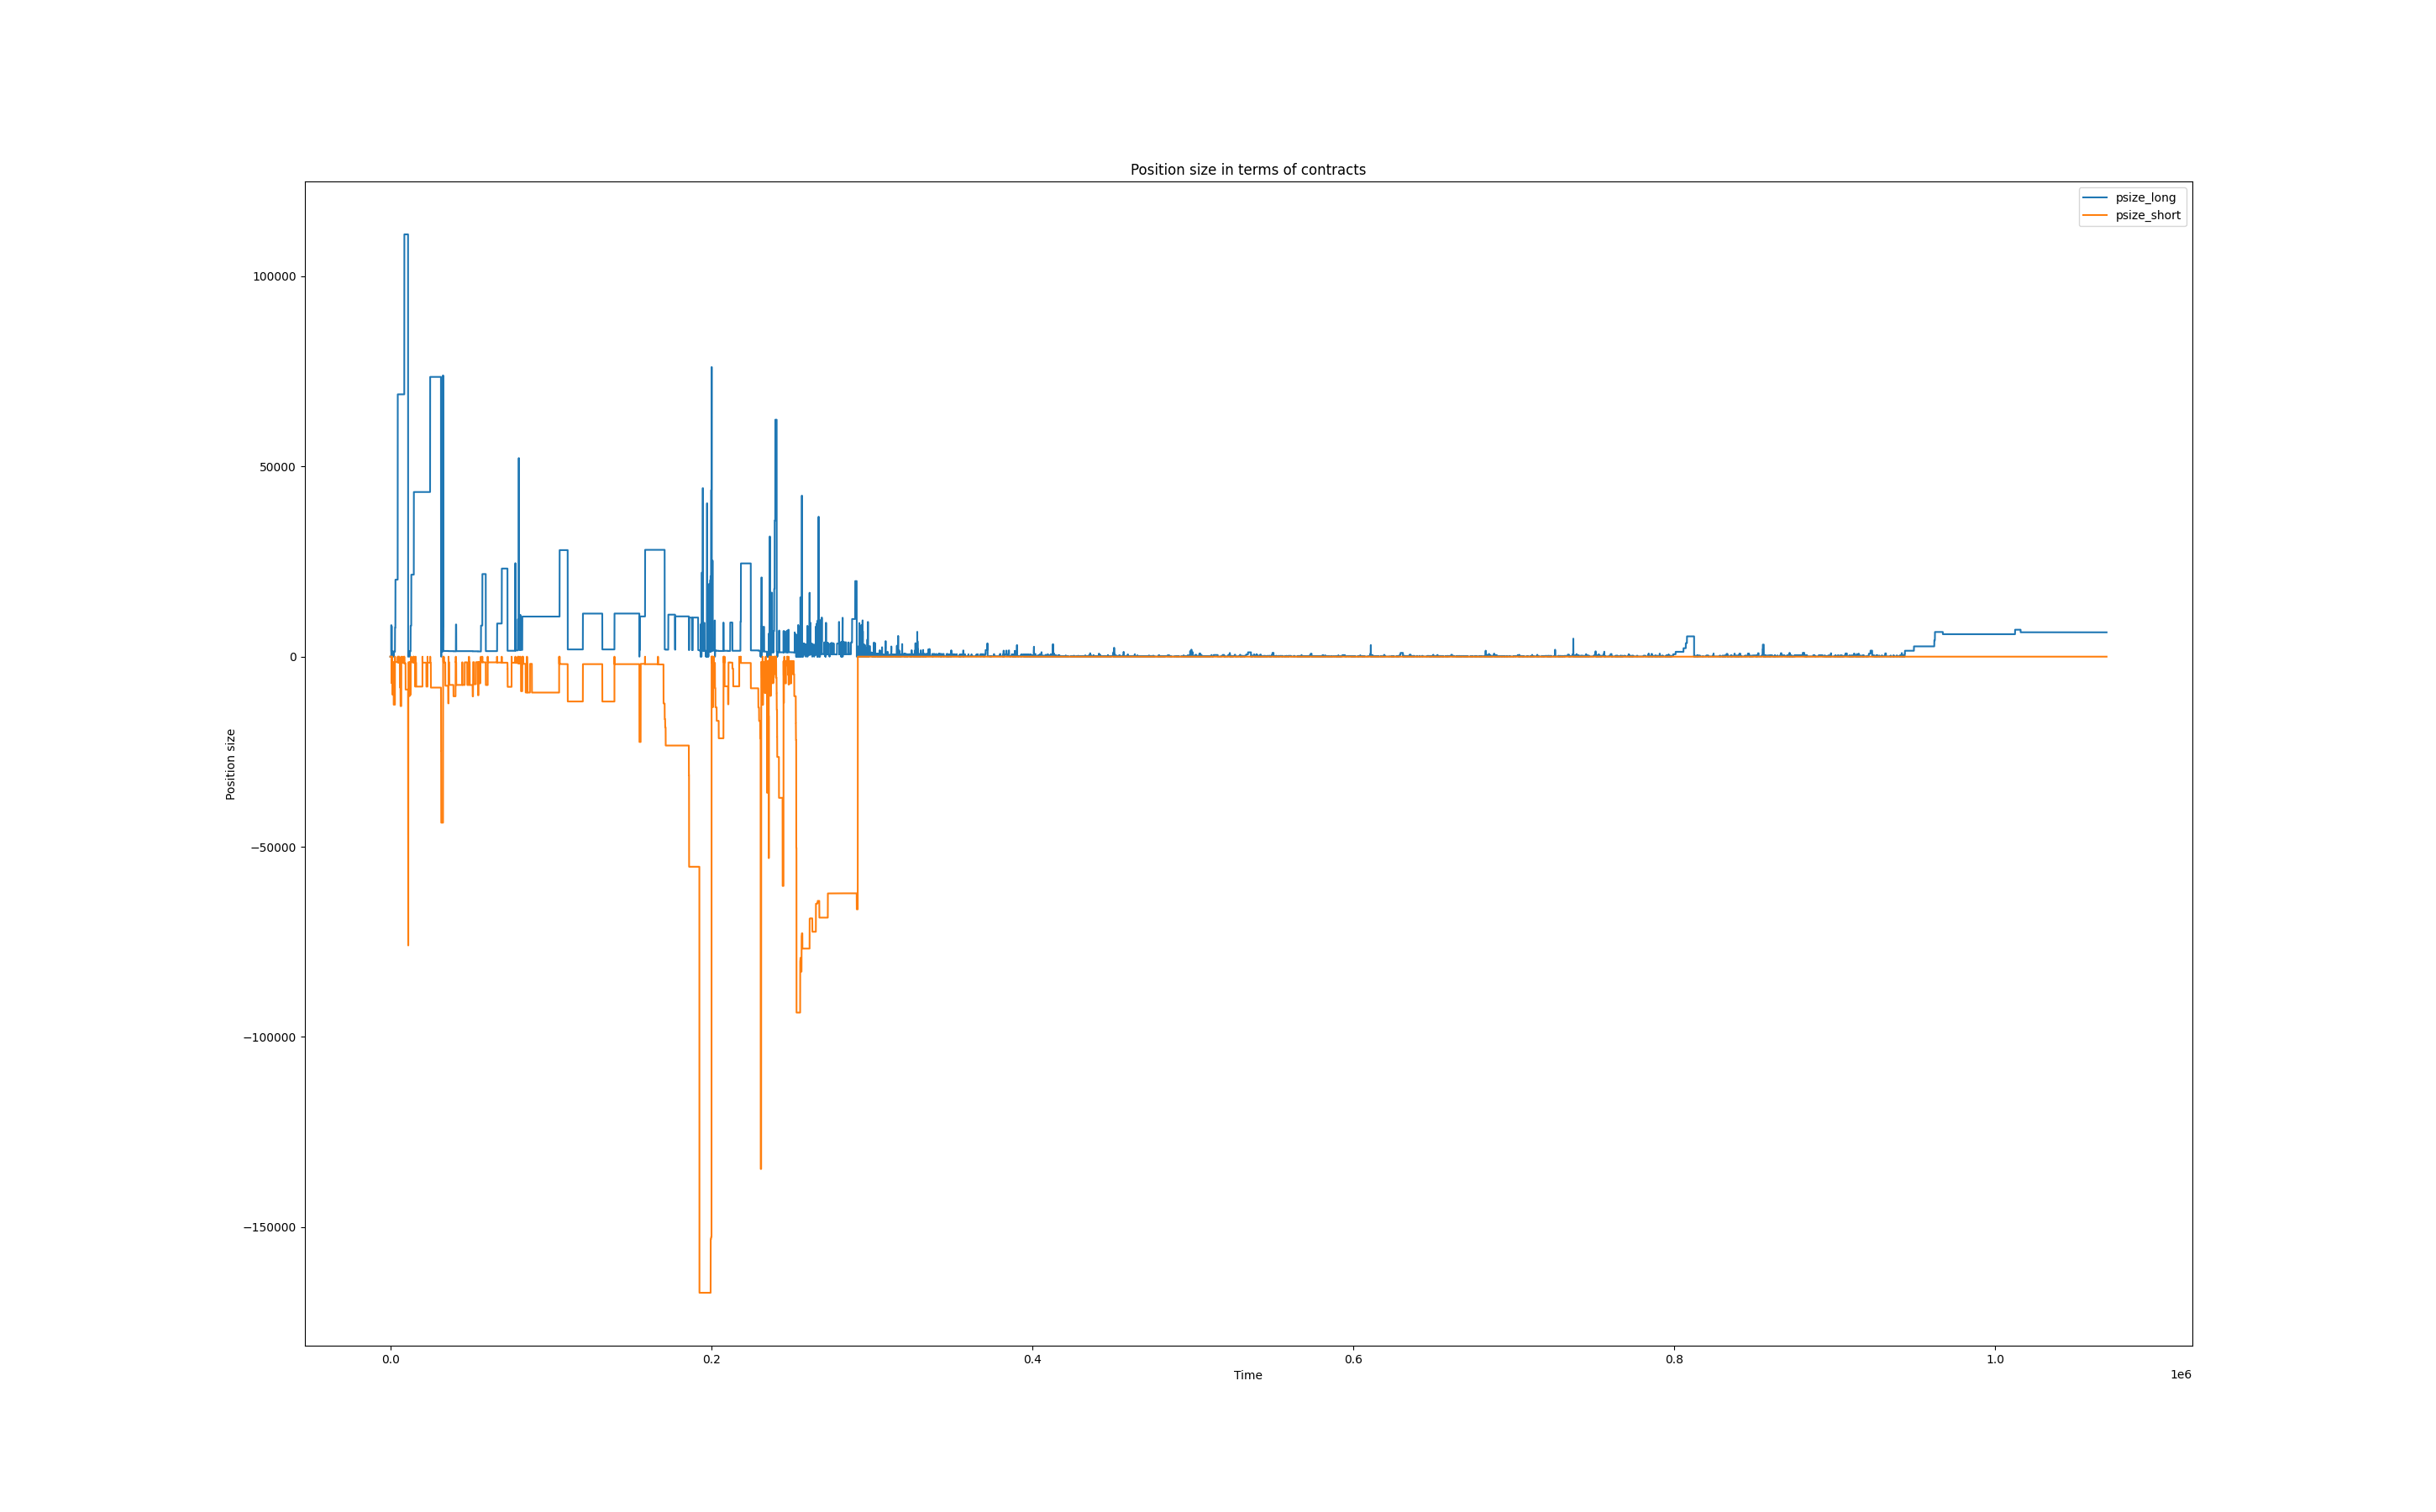 Position size in terms of contracts
psize_long
psize_short
100000
50000
0
−50000
−100000
−150000
Position size
0.0
0.2
0.4
0.6
0.8
1.0
Time
1e6